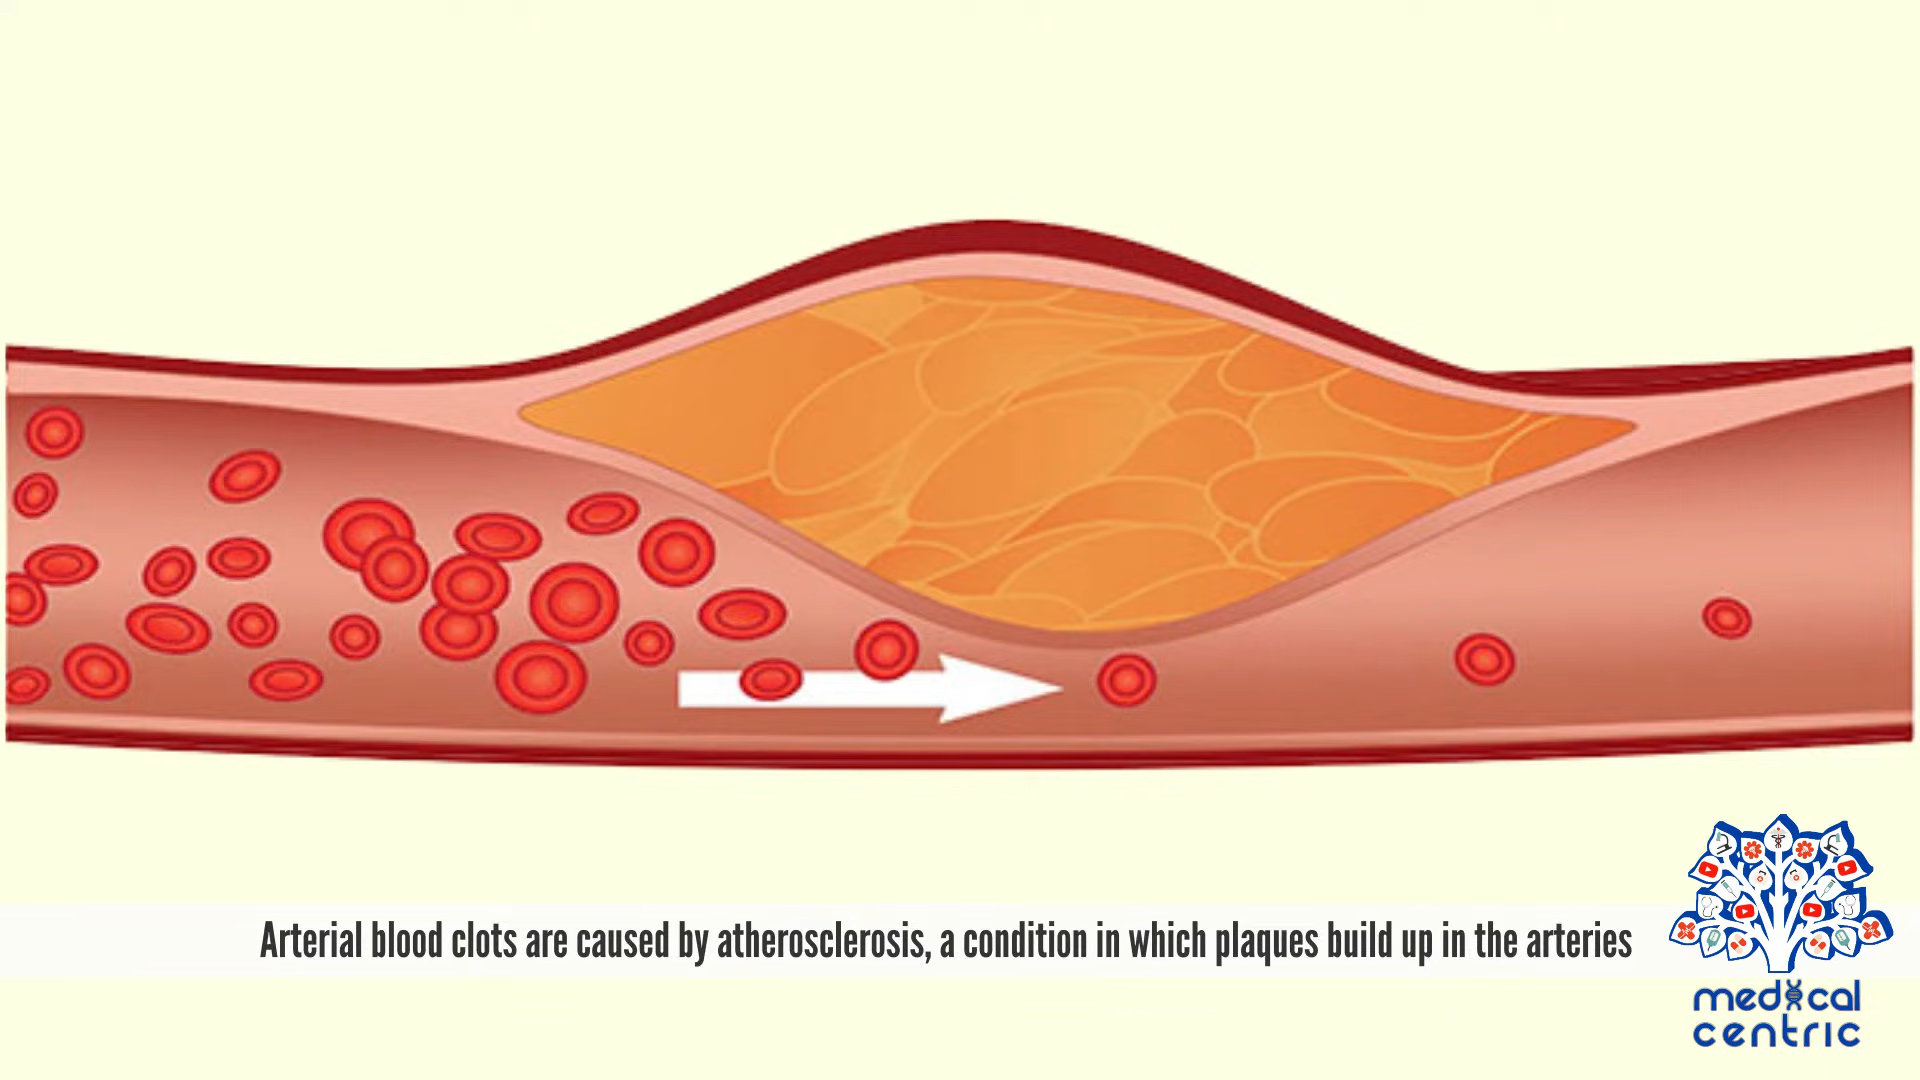 Arterial blood clots are caused by atherosclerosis, a condition in which plaques build up in the arteries
medical
centric